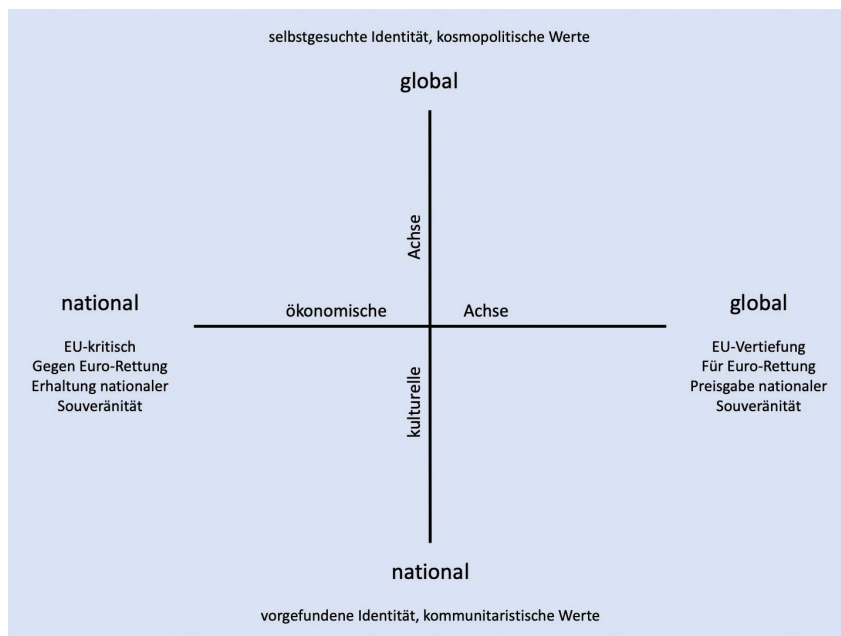 selbstgesuchte Identität, kosmopolitische Werte
global
Achse
national
ökonomische Achse
global
EU-kritisch
Gegen Euro-Rettung
Erhaltung nationaler
Souveränität
EU-Vertiefung
Für Euro-Rettung
Preisgabe nationaler
Souveränität
kulturelle
national
vorgefundene Identität, kommunitaristische Werte